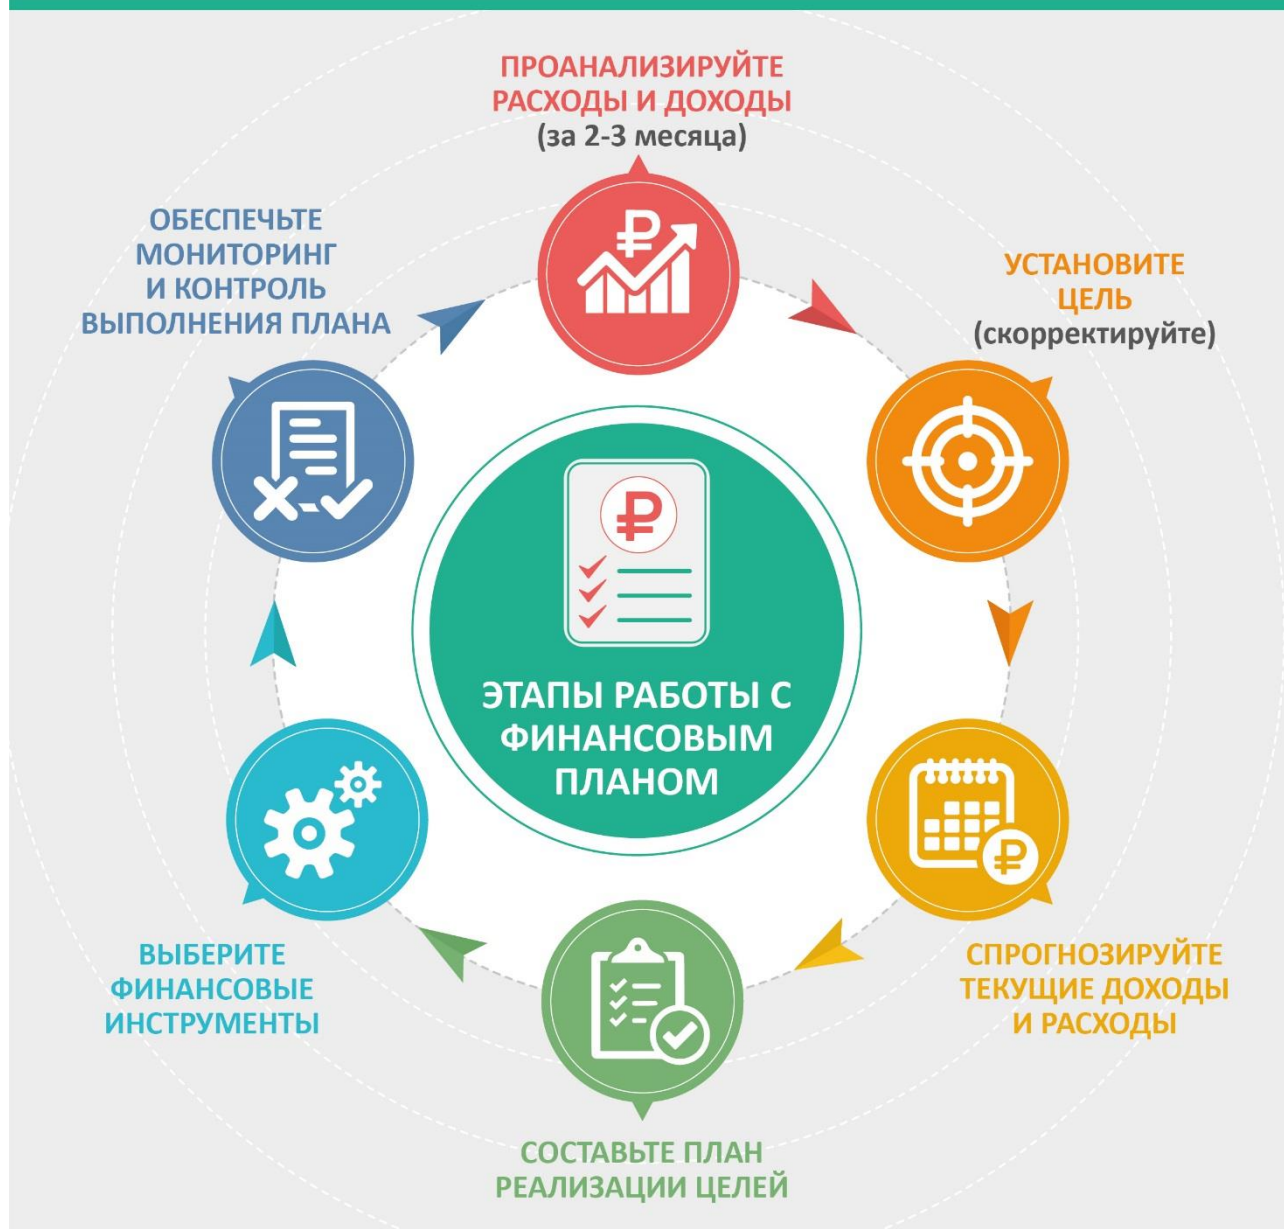 ПРОАНАЛИЗИРУЙТЕ
РАСХОДЫ И ДОХОДЫ
(за 2-3 месяца)
УСТАНОВИТЕ
ЦЕЛЬ
(скорректируйте)
СПРОГНОЗИРУЙТЕ
ТЕКУЩИЕ ДОХОДЫ
И РАСХОДЫ
СОСТАВЬТЕ ПЛАН
РЕАЛИЗАЦИИ ЦЕЛЕЙ
ВЫБЕРИТЕ
ФИНАНСОВЫЕ
ИНСТРУМЕНТЫ
ОБЕСПЕЧЬТЕ
МОНИТОРИНГ
И КОНТРОЛЬ
ВЫПОЛНЕНИЯ ПЛАНА
ЭТАПЫ РАБОТЫ С
ФИНАНСОВЫМ
ПЛАНОМ